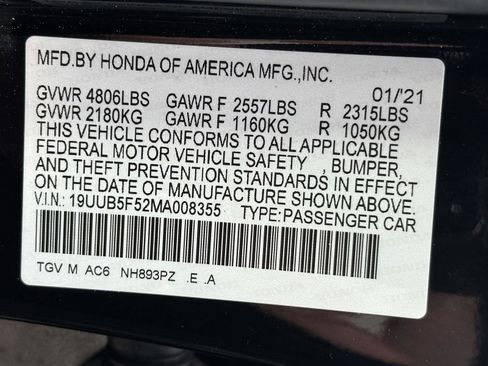 MFD.BY HONDA OF AMERICA MFG.,INC.
01/'21
GVWR 4806LBS GAWR F 2557LBS R 2315LBS
GVWR 2180KG GAWR F 1160KG R 1050KG
THIS VEHICLE CONFORMS TO ALL APPLICABLE
FEDERAL MOTOR VEHICLE SAFETY , BUMPER,
AND THEFT PREVENTION STANDARDS IN EFFECT
ON THE DATE OF MANUFACTURE SHOWN ABOVE.
V.I.N.: 19UUB5F52MA008355 TYPE:PASSENGER CAR
TGV M AC6 NH893PZ .E .A